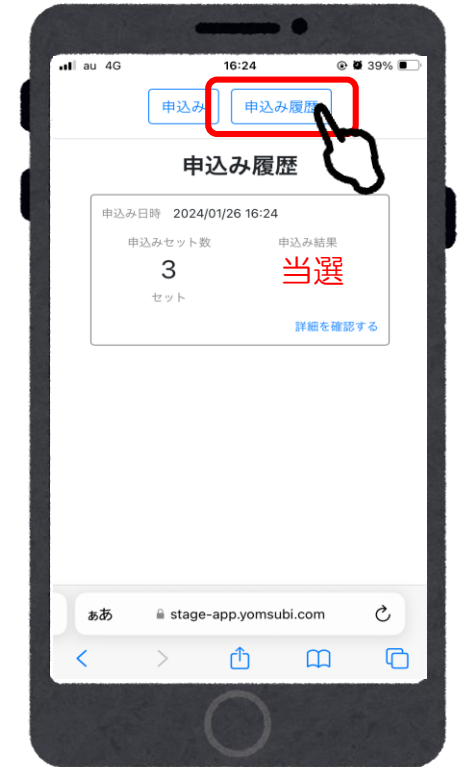 au 4G 16:24 39%
申込み 申込み履歴
申込み履歴
申込み日時 2024/01/26 16:24
申込みセット数 申込み結果
3 当選
セット
詳細を確認する
ぁあ stage-app.yomsubi.com